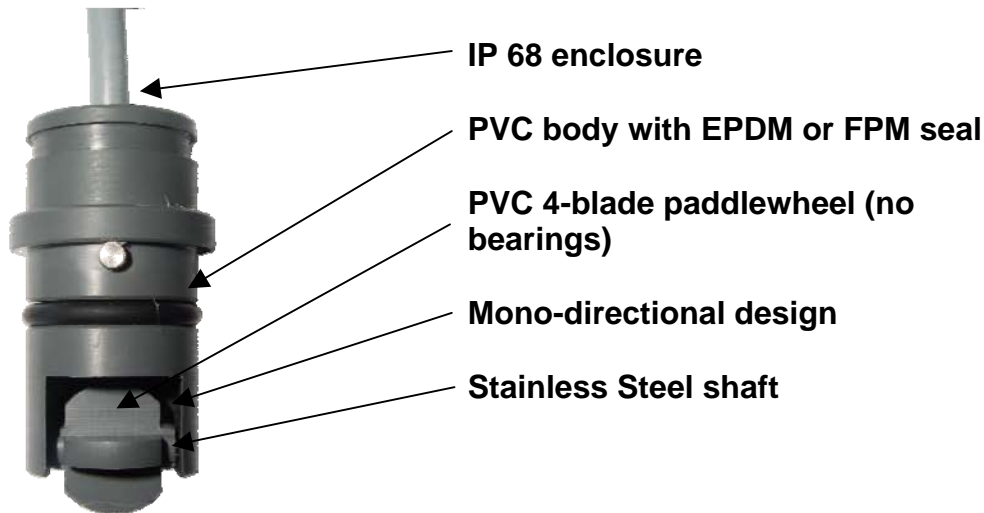 IP 68 enclosure
PVC body with EPDM or FPM seal
PVC 4-blade paddlewheel (no
bearings)
Mono-directional design
Stainless Steel shaft